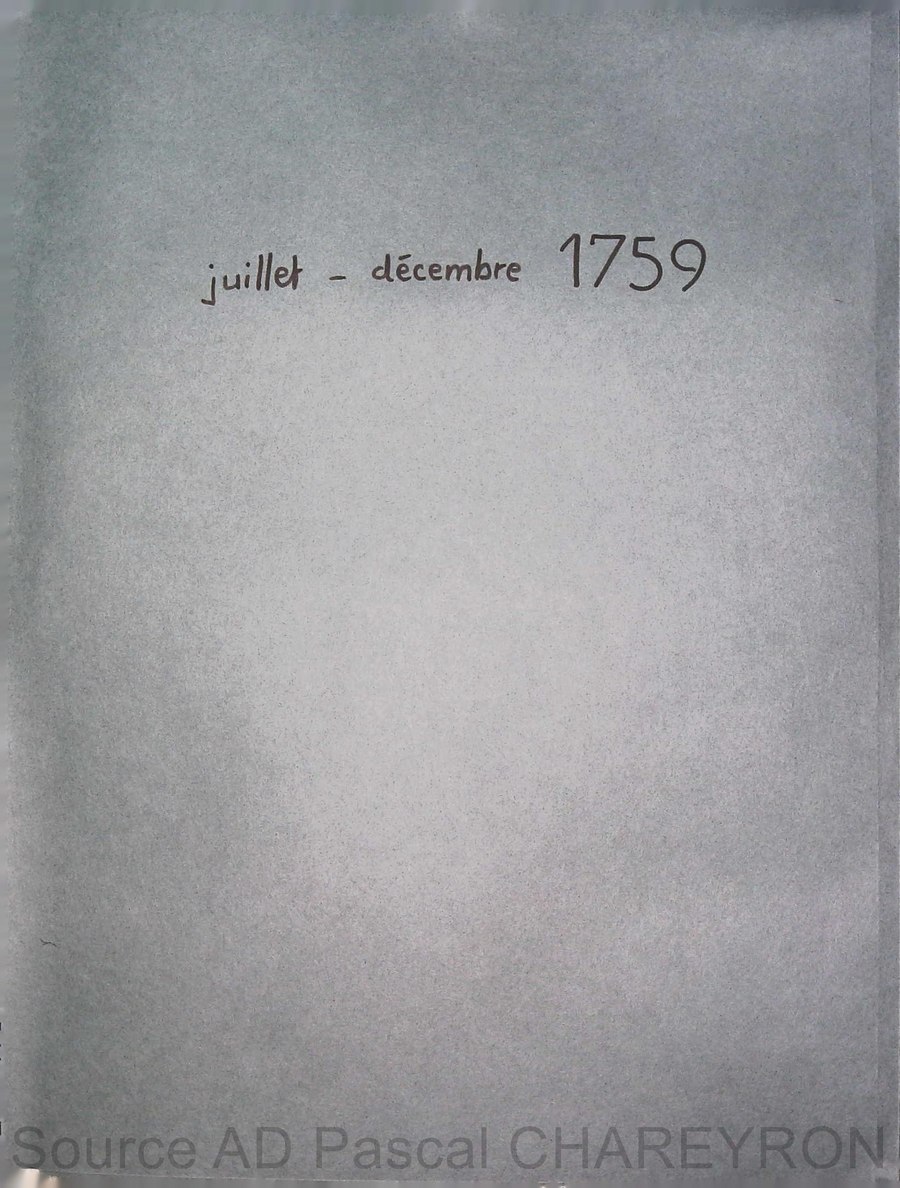 juillet - décembre 1759
Source AD Pascal CHAREYRON